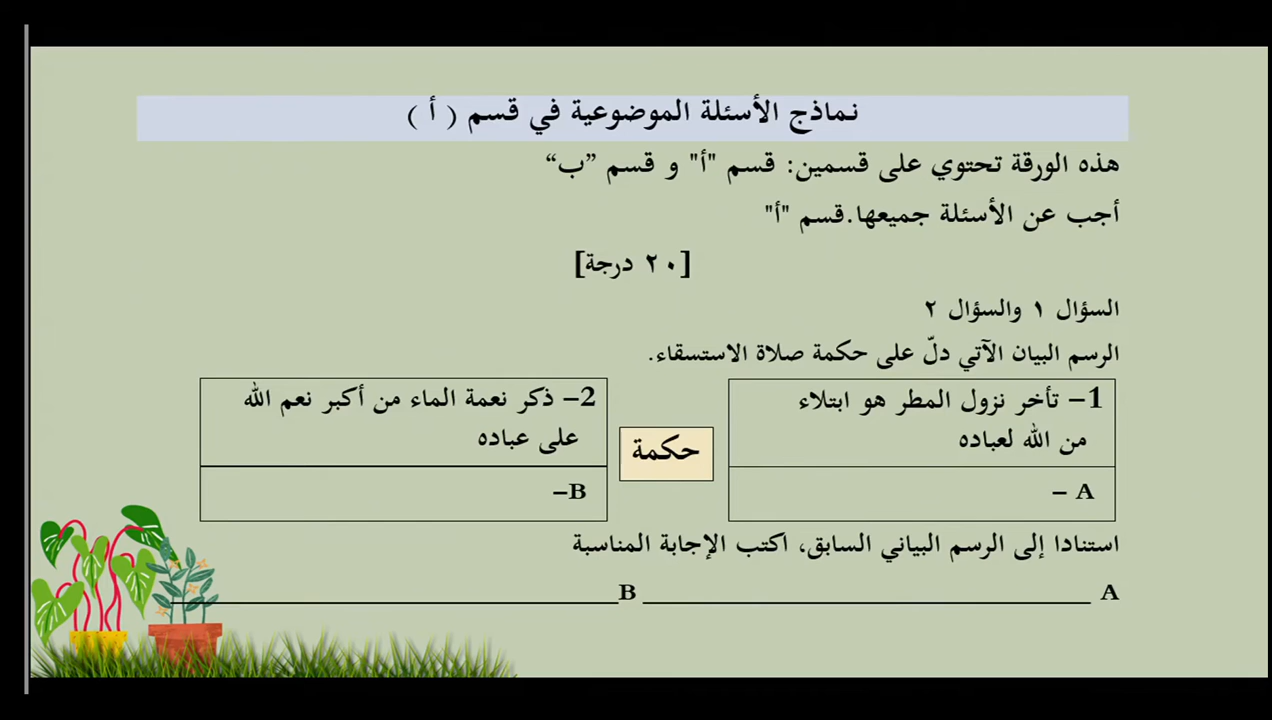 نماذج الأسئلة الموضوعية في قسم ( أ )
هذه الورقة تحتوي على قسمين: قسم "أ" و قسم ”ب“
أجب عن الأسئلة جميعها.قسم "أ"
[٢٠ درجة]
السؤال ١ والسؤال ٢
الرسم البيان الآتي دلّ على حكمة صلاة الاستسقاء.
1– تأخر نزول المطر هو ابتلاء
من الله لعباده
A –
حكمة
2– ذكر نعمة الماء من أكبر نعم الله
على عباده
B–
استنادا إلى الرسم البياني السابق، اكتب الإجابة المناسبة
A ______________________ B ______________________